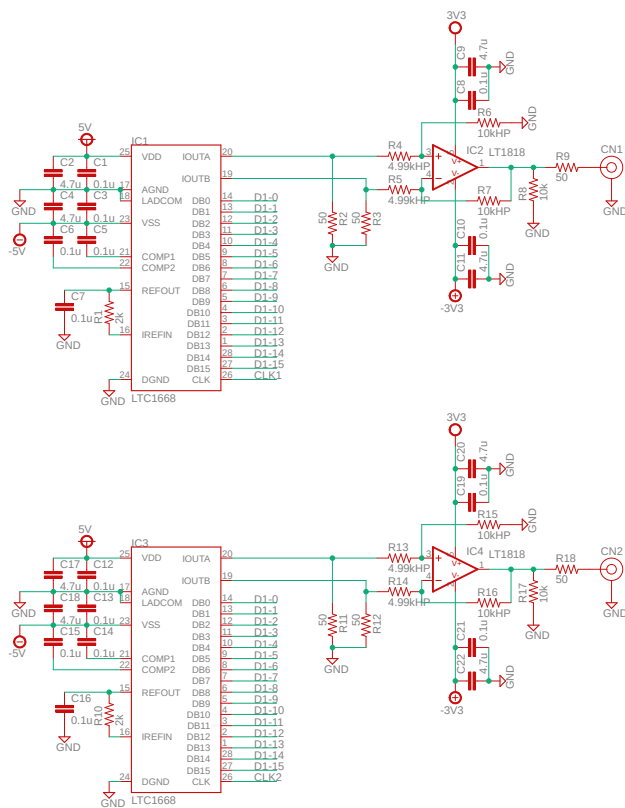 3V3
C9
4.7u
GND
C8
0.1u
R6
10kHP
GND
5V
IC1
25 VDD IOUTA 20
R4
4.99kHP
3
IC2
LT1818
V+
V-
1
4
CN1
R9
50
C2 C1
4.7u 0.1u
IOUTB 19
R5
4.99kHP
R7
10kHP
R8
10k
GND
GND
17 AGND
18 LADCOM
GND
C4 C3
4.7u 0.1u
23 VSS
-5V
C6 C5
0.1u 0.1u
21 COMP1
22 COMP2
DB0 14 D1-0
DB1 13 D1-1
DB2 12 D1-2
DB3 11 D1-3
DB4 10 D1-4
DB5 9 D1-5
DB6 8 D1-6
DB7 7 D1-7
DB8 6 D1-8
DB9 5 D1-9
DB10 4 D1-10
DB11 3 D1-11
DB12 2 D1-12
DB13 1 D1-13
DB14 28 D1-14
DB15 27 D1-15
CLK 26 CLK1
50
R2
50
R3
GND
C10
0.1u
C11
4.7u
GND
-3V3
C7
0.1u
GND
15 REFOUT
R1
2k
16 IREFIN
24 DGND
GND
LTC1668
3V3
C20
4.7u
GND
C19
0.1u
R15
10kHP
GND
5V
IC3
25 VDD IOUTA 20
R13
4.99kHP
3
IC4
LT1818
V+
V-
1
4
CN2
R18
50
C17 C12
4.7u 0.1u
IOUTB 19
R14
4.99kHP
R16
10kHP
R17
10k
GND
GND
17 AGND
18 LADCOM
GND
C18 C13
4.7u 0.1u
23 VSS
-5V
C15 C14
0.1u 0.1u
21 COMP1
22 COMP2
DB0 14 D1-0
DB1 13 D1-1
DB2 12 D1-2
DB3 11 D1-3
DB4 10 D1-4
DB5 9 D1-5
DB6 8 D1-6
DB7 7 D1-7
DB8 6 D1-8
DB9 5 D1-9
DB10 4 D1-10
DB11 3 D1-11
DB12 2 D1-12
DB13 1 D1-13
DB14 28 D1-14
DB15 27 D1-15
CLK 26 CLK2
50
R11
50
R12
GND
C21
0.1u
C22
4.7u
GND
-3V3
C16
0.1u
GND
15 REFOUT
R10
2k
16 IREFIN
24 DGND
GND
LTC1668